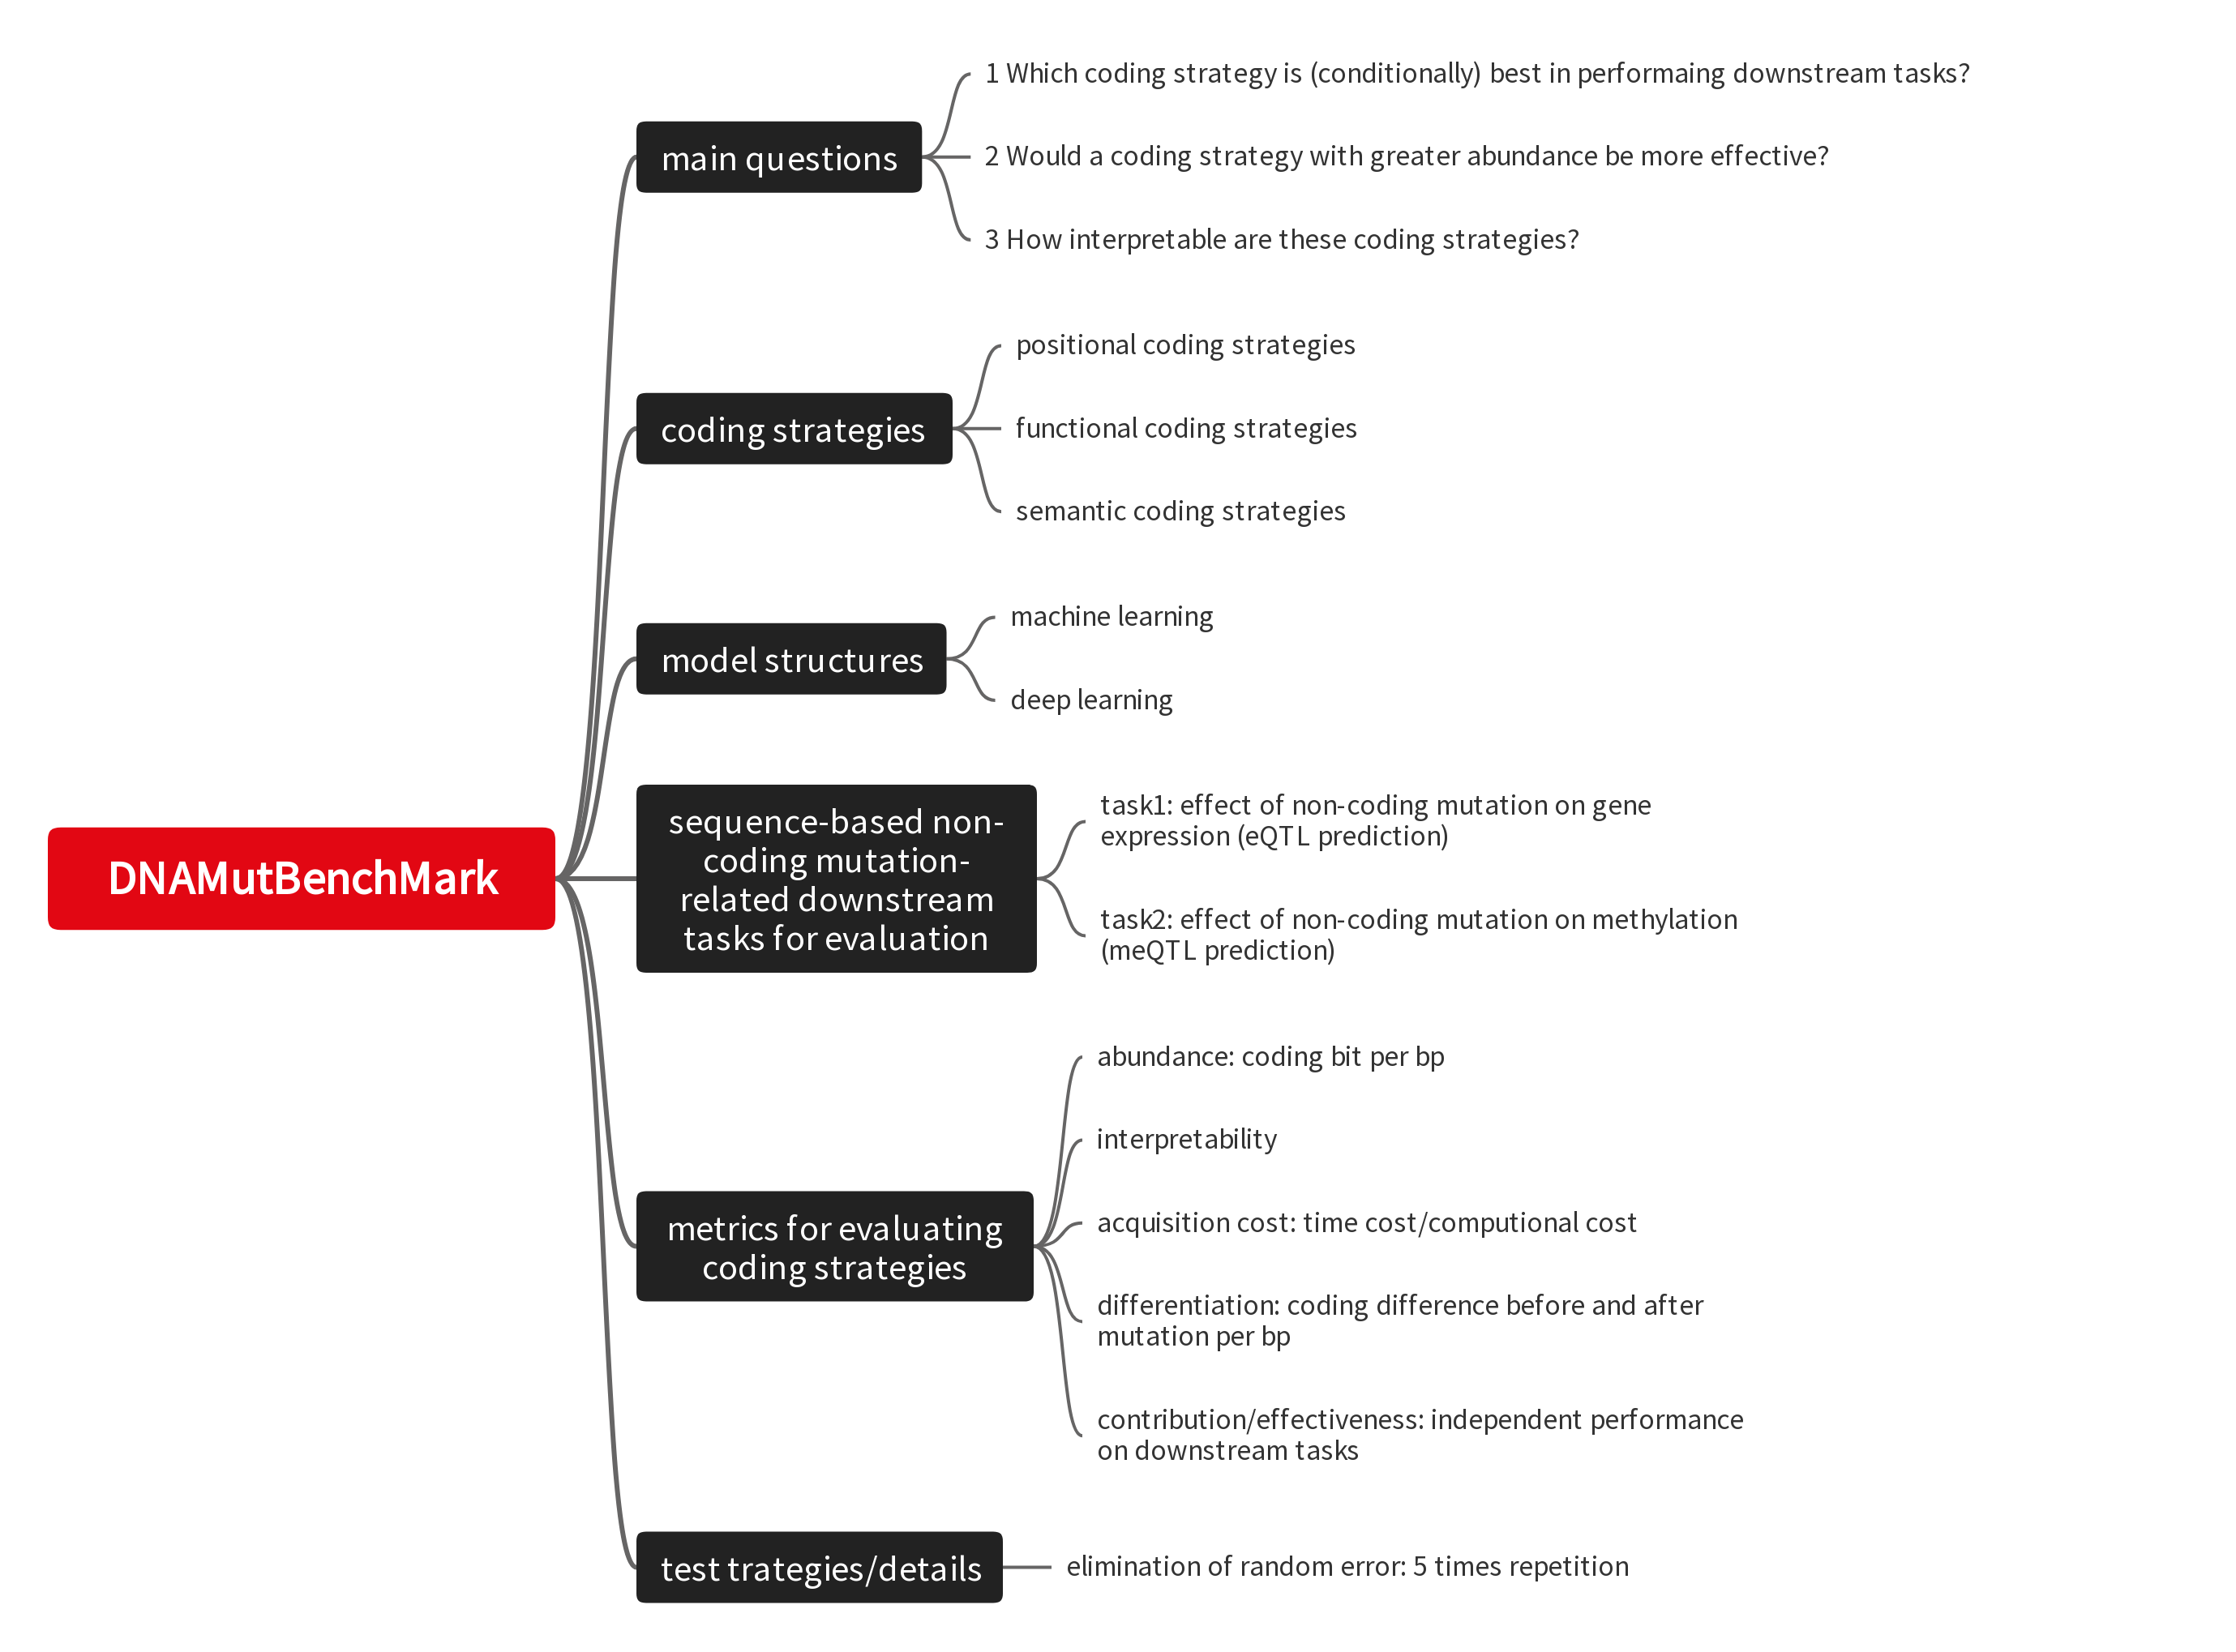 1 Which coding strategy is (conditionally) best in performaing downstream tasks?
main questions
2 Would a coding strategy with greater abundance be more effective?
3 How interpretable are these coding strategies?
positional coding strategies
coding strategies
functional coding strategies
semantic coding strategies
machine learning
model structures
deep learning
DNAMutBenchMark
sequence-based non-
coding mutation-
related downstream
tasks for evaluation
task1: effect of non-coding mutation on gene
expression (eQTL prediction)
task2: effect of non-coding mutation on methylation
(meQTL prediction)
abundance: coding bit per bp
interpretability
metrics for evaluating
coding strategies
acquisition cost: time cost/computional cost
differentiation: coding difference before and after
mutation per bp
contribution/effectiveness: independent performance
on downstream tasks
test trategies/details
elimination of random error: 5 times repetition